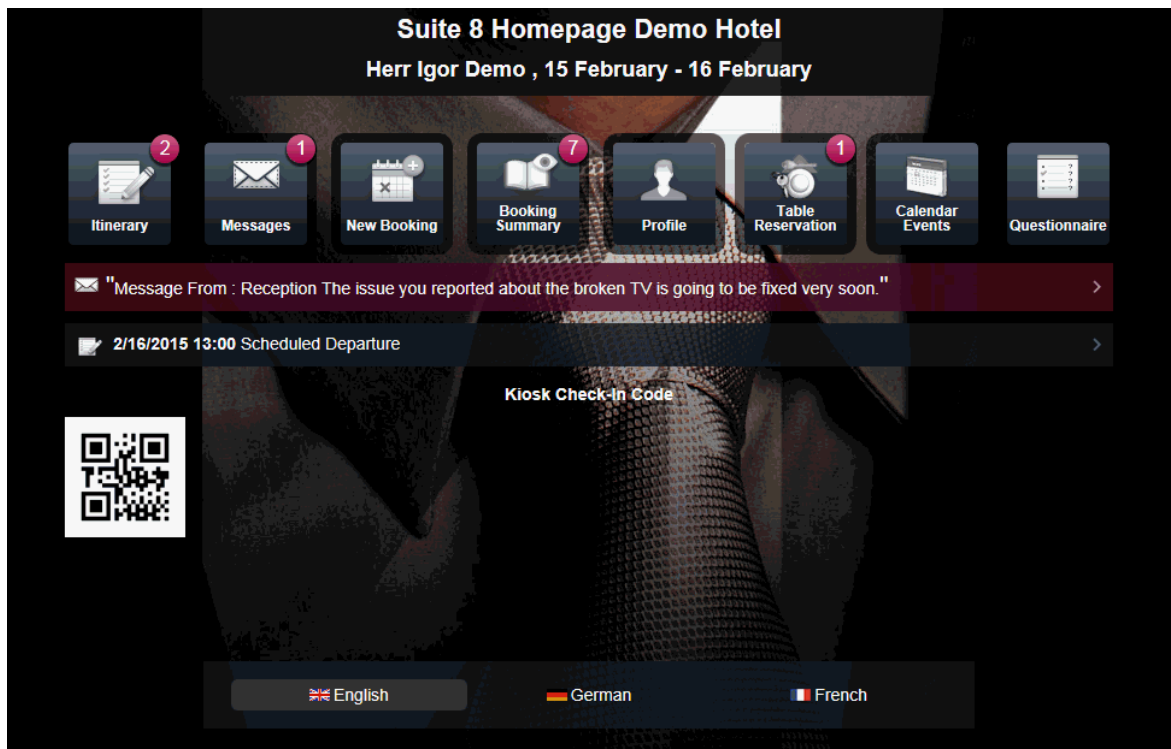 Suite 8 Homepage Demo Hotel
Herr Igor Demo , 15 February - 16 February
2
1
7
1
Itinerary
Messages
New Booking
Booking
Summary
Profile
Table
Reservation
Calendar
Events
Questionnaire
"Message From : Reception The issue you reported about the broken TV is going to be fixed very soon."
2/16/2015 13:00 Scheduled Departure
Kiosk Check-In Code
English
German
French